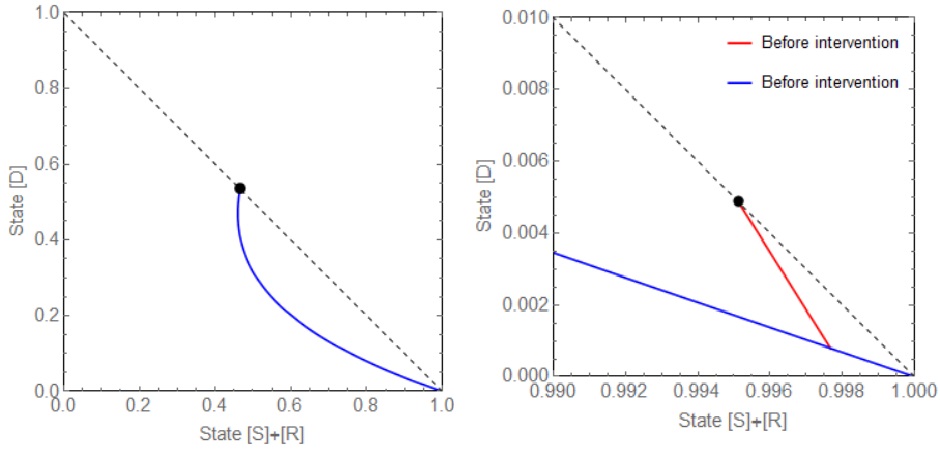 1.0
0.8
0.6
0.4
0.2
0.0
State [D]
0.0 0.2 0.4 0.6 0.8 1.0
State [S]+[R]
0.010
0.008
0.006
0.004
0.002
0.000
State [D]
Before intervention
Before intervention
0.990 0.992 0.994 0.996 0.998 1.000
State [S]+[R]